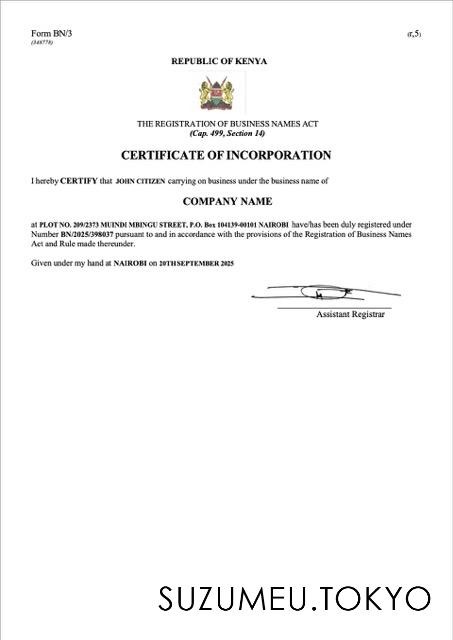 Form BN/3
(r,5)
(348778)
REPUBLIC OF KENYA
THE REGISTRATION OF BUSINESS NAMES ACT
(Cap. 499, Section 14)
CERTIFICATE OF INCORPORATION
I hereby CERTIFY that JOHN CITIZEN carrying on business under the business name of
COMPANY NAME
at PLOT NO. 209/2373 MUINDI MBINGU STREET, P.O. Box 104139-00101 NAIROBI have/has been duly registered under
Number BN/2025/398037 pursuant to and in accordance with the provisions of the Registration of Business Names
Act and Rule made thereunder.
Given under my hand at NAIROBI on 20TH SEPTEMBER 2025
Assistant Registrar
SUZUMEU.TOKYO